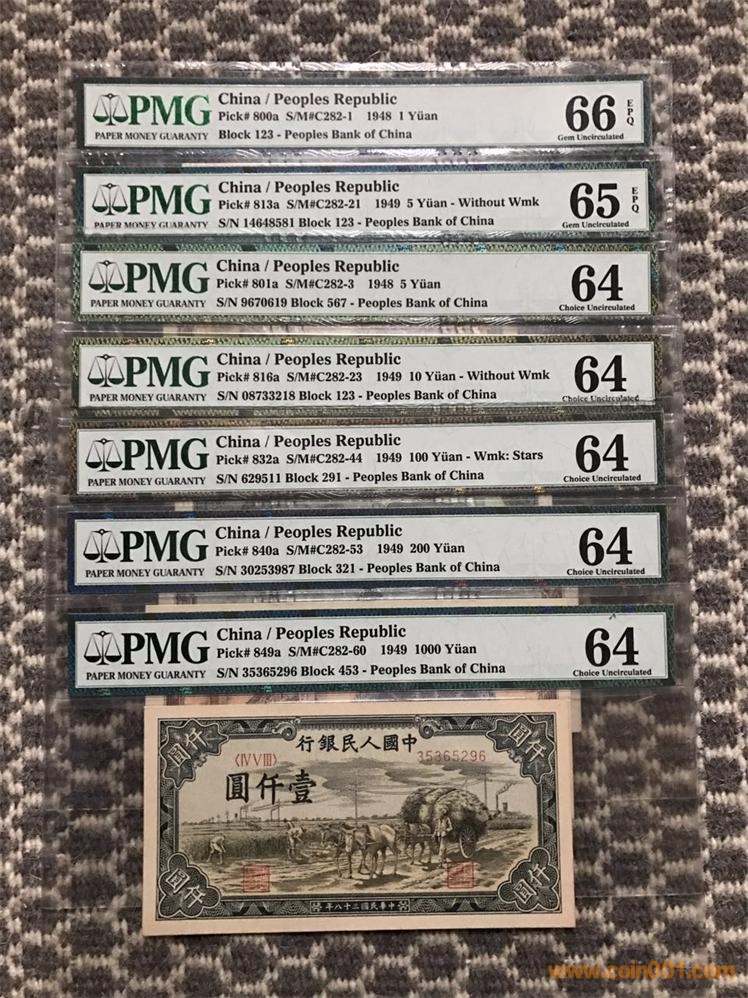 PMG
PAPER MONEY GUARANTY
China / Peoples Republic
Pick# 800a S/M#C282-1 1948 1 Yüan
Block 123 - Peoples Bank of China
66 EPQ
Gem Uncirculated
PMG
PAPER MONEY GUARANTY
China / Peoples Republic
Pick# 813a S/M#C282-21 1949 5 Yüan - Without Wmk
S/N 14648581 Block 123 - Peoples Bank of China
65 EPQ
Gem Uncirculated
PMG
PAPER MONEY GUARANTY
China / Peoples Republic
Pick# 801a S/M#C282-3 1948 5 Yüan
S/N 9670619 Block 567 - Peoples Bank of China
64
Choice Uncirculated
PMG
PAPER MONEY GUARANTY
China / Peoples Republic
Pick# 816a S/M#C282-23 1949 10 Yüan - Without Wmk
S/N 08733218 Block 123 - Peoples Bank of China
64
Choice Uncirculated
PMG
PAPER MONEY GUARANTY
China / Peoples Republic
Pick# 832a S/M#C282-44 1949 100 Yüan - Wmk: Stars
S/N 629511 Block 291 - Peoples Bank of China
64
Choice Uncirculated
PMG
PAPER MONEY GUARANTY
China / Peoples Republic
Pick# 840a S/M#C282-53 1949 200 Yüan
S/N 30253987 Block 321 - Peoples Bank of China
64
Choice Uncirculated
PMG
PAPER MONEY GUARANTY
China / Peoples Republic
Pick# 849a S/M#C282-60 1949 1000 Yüan
S/N 35365296 Block 453 - Peoples Bank of China
64
Choice Uncirculated
行銀民人國中
圓仟
圓仟
〈IV V III〉
35365296
圓仟壹
圓仟
圓仟
年八十三國民華中
www.coin001.com